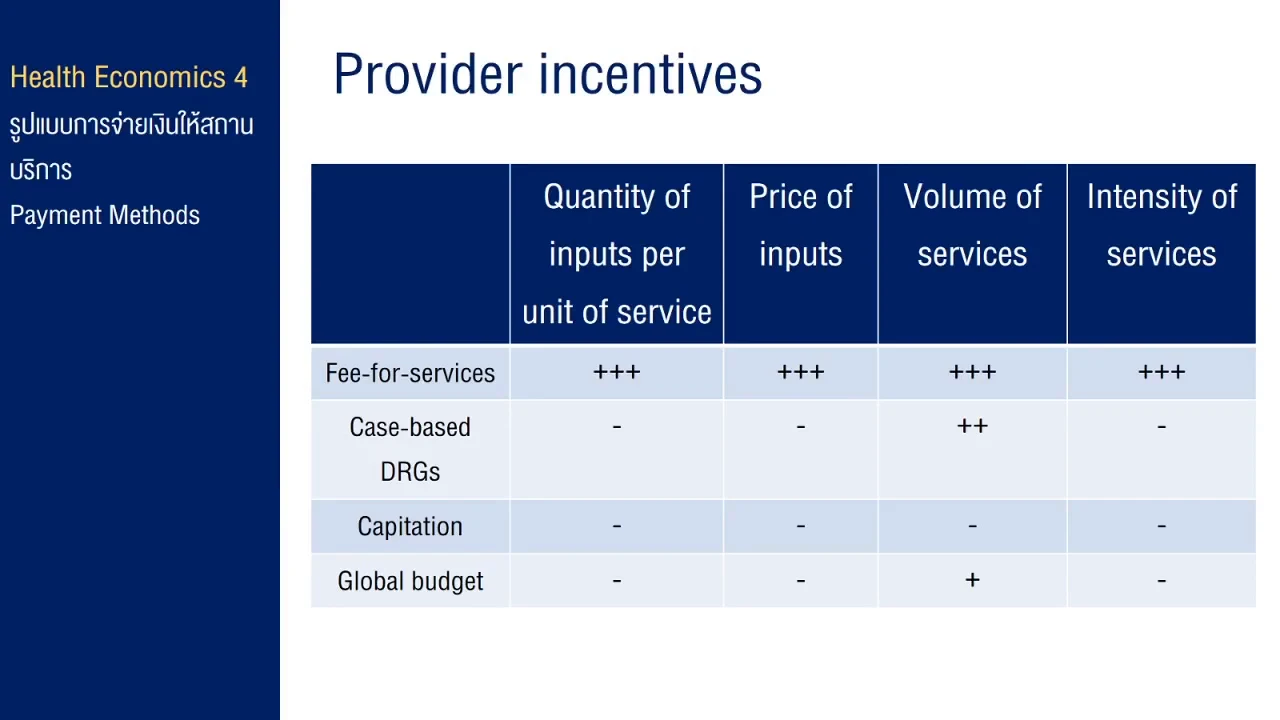 Health Economics 4
รูปแบบการจ่ายเงินให้สถาน
บริการ
Payment Methods
Provider incentives
Quantity of inputs per unit of service | Price of inputs | Volume of services | Intensity of services
Fee-for-services +++ +++ +++ +++
Case-based DRGs - - ++ -
Capitation - - - -
Global budget - - + -